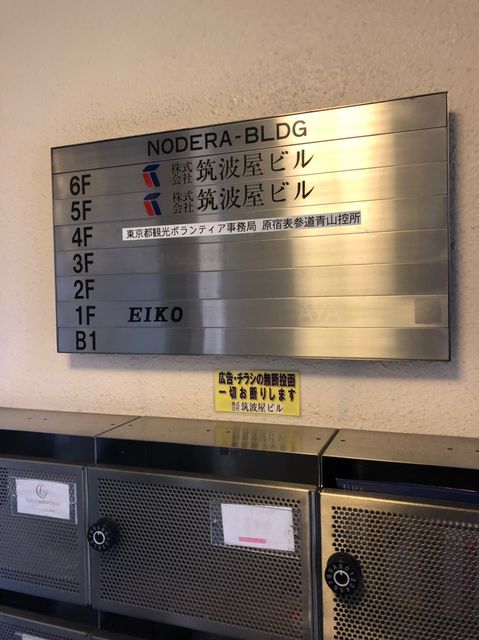 NODERA-BLDG
6F 株式会社 筑波屋ビル
5F 株式会社 筑波屋ビル
4F 東京都観光ボランティア事務局 原宿表参道青山控所
3F
2F
1F EIKO
B1
広告・チラシの無断投函
一切お断りします
株式会社 筑波屋ビル